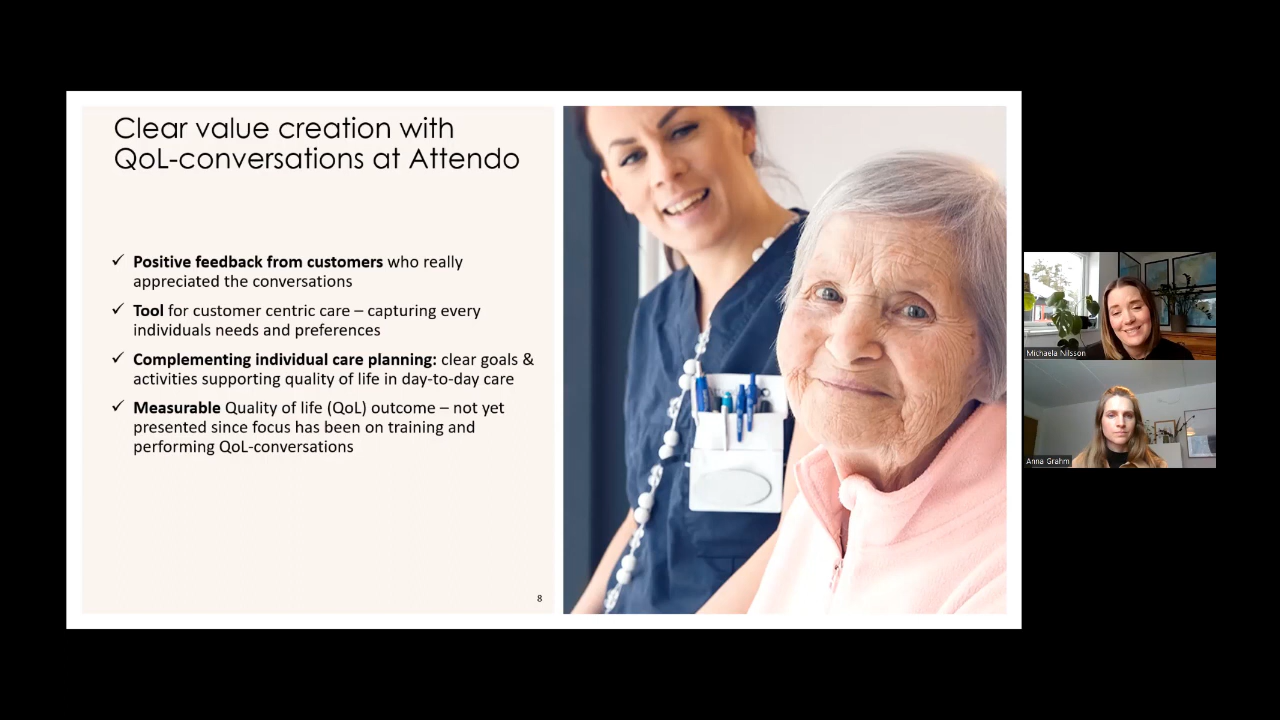 Clear value creation with
QoL-conversations at Attendo
✓ Positive feedback from customers who really
appreciated the conversations
✓ Tool for customer centric care – capturing every
individuals needs and preferences
✓ Complementing individual care planning: clear goals &
activities supporting quality of life in day-to-day care
✓ Measurable Quality of life (QoL) outcome – not yet
presented since focus has been on training and
performing QoL-conversations
8
Michaela Nilsson
Anna Grahm